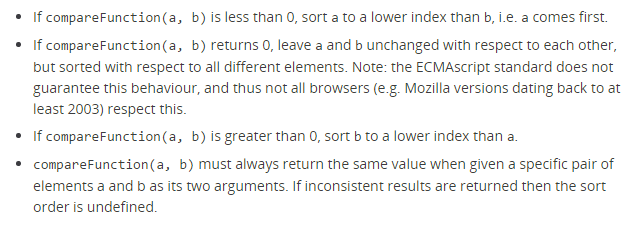 • If compareFunction(a, b) is less than 0, sort a to a lower index than b, i.e. a comes first.
• If compareFunction(a, b) returns 0, leave a and b unchanged with respect to each other,
but sorted with respect to all different elements. Note: the ECMAscript standard does not
guarantee this behaviour, and thus not all browsers (e.g. Mozilla versions dating back to at
least 2003) respect this.
• If compareFunction(a, b) is greater than 0, sort b to a lower index than a.
• compareFunction(a, b) must always return the same value when given a specific pair of
elements a and b as its two arguments. If inconsistent results are returned then the sort
order is undefined.